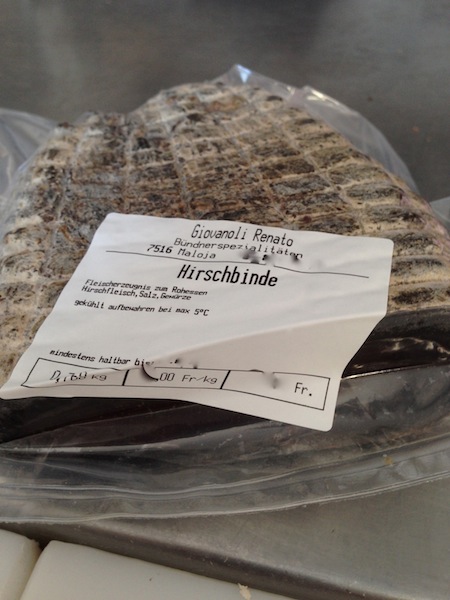 Giovanoli Renato
Bündnerspezialitäten
7516 Maloja
Hirschbinde
Fleischerzeugnis zum Rohessen
Hirschfleisch, Salz, Gewürze
gekühlt aufbewahren bei max 5°C
mindestens haltbar bis
kg
Fr/kg
Fr.